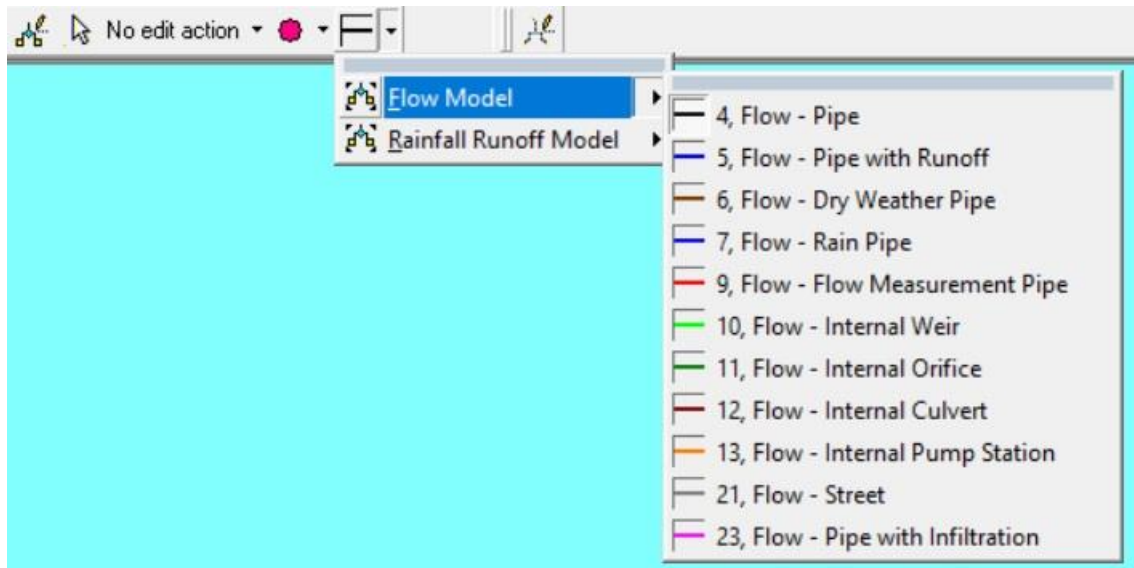 No edit action
Flow Model
Rainfall Runoff Model
4, Flow - Pipe
5, Flow - Pipe with Runoff
6, Flow - Dry Weather Pipe
7, Flow - Rain Pipe
9, Flow - Flow Measurement Pipe
10, Flow - Internal Weir
11, Flow - Internal Orifice
12, Flow - Internal Culvert
13, Flow - Internal Pump Station
21, Flow - Street
23, Flow - Pipe with Infiltration